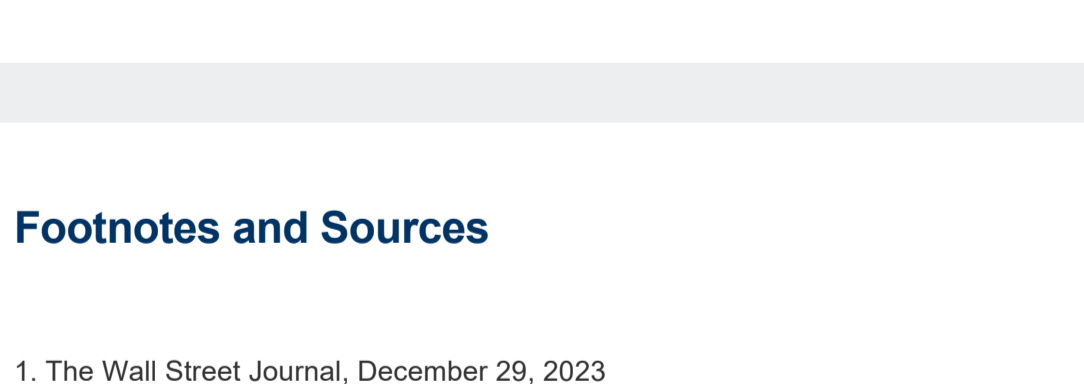 Footnotes and Sources
1. The Wall Street Journal, December 29, 2023